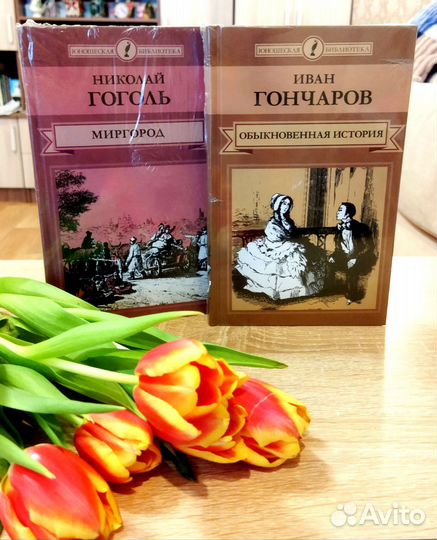 ЮНОШЕСКАЯ БИБЛИОТЕКА
НИКОЛАЙ
ГОГОЛЬ
МИРГОРОД
ЮНОШЕСКАЯ БИБЛИОТЕКА
ИВАН
ГОНЧАРОВ
ОБЫКНОВЕННАЯ ИСТОРИЯ
Avito